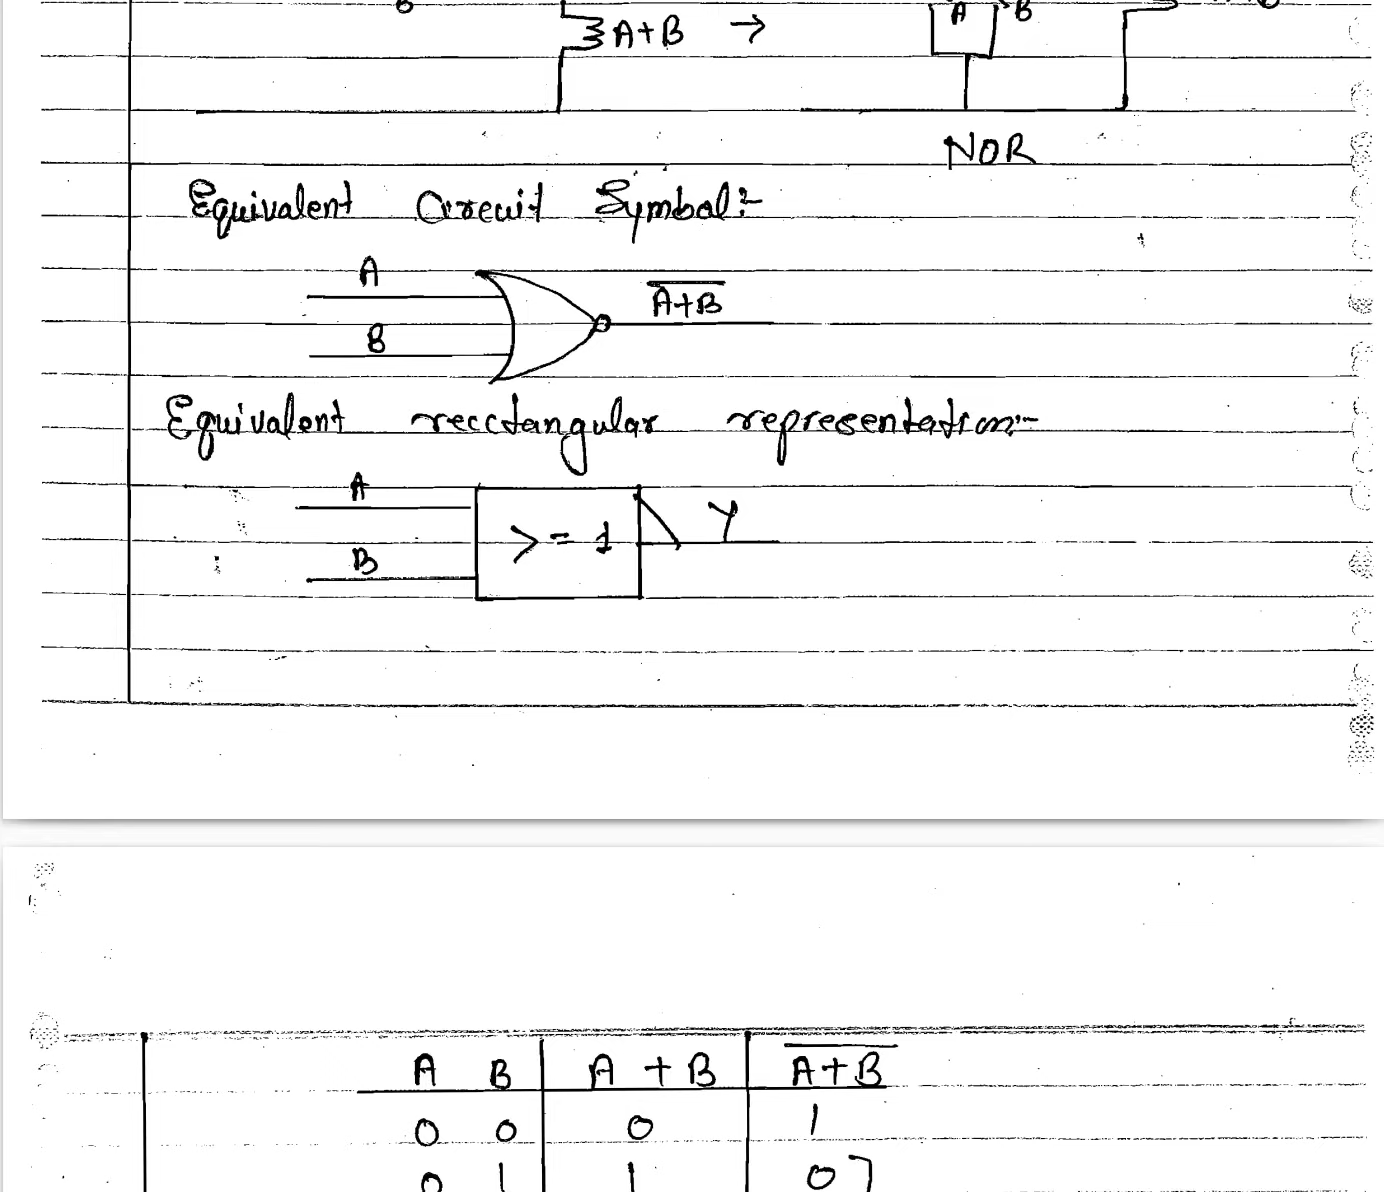 A+B → A B
NOR
Equivalent Circuit Symbol:-
A
A+B
B
Equivalent recctangular representation:-
A
>= 1 Y
B
A B A + B A+B
0 0 0 1
0 1 1 0